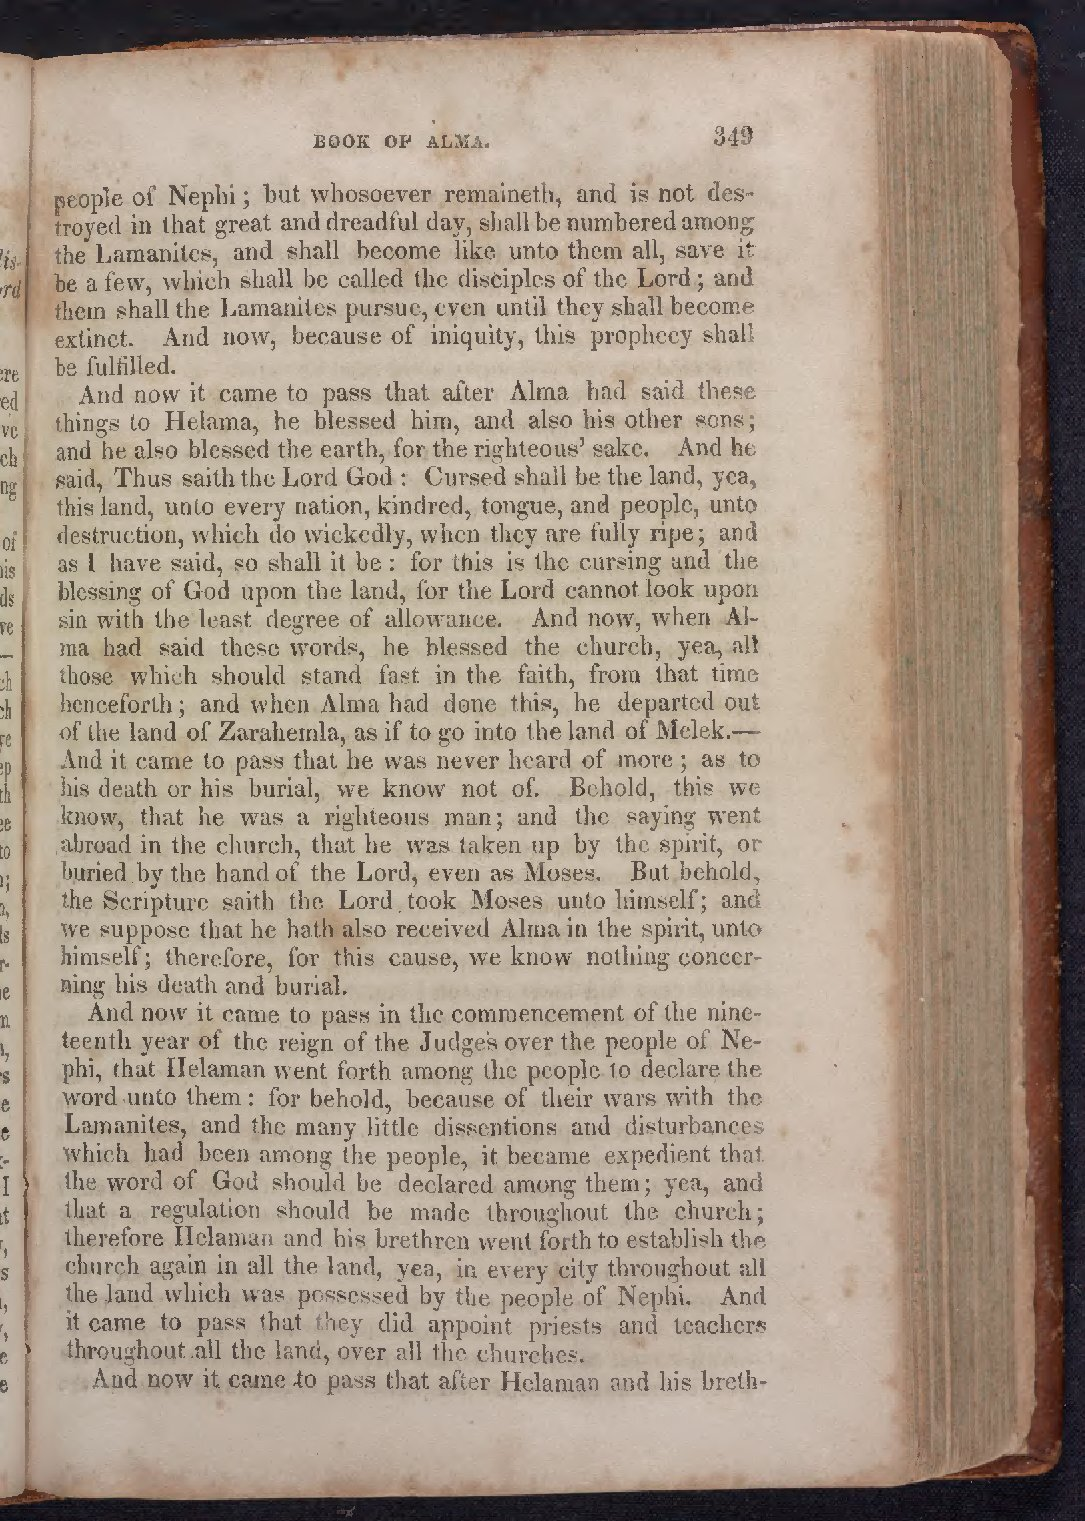 BOOK OF ALMA. 349
people of Nephi; but whosoever remaineth, and is not des-
troyed in that great and dreadful day, shall be numbered among
the Lamanites, and shall become like unto them all, save it
be a few, which shall be called the disciples of the Lord; and
them shall the Lamanites pursue, even until they shall become
extinct. And now, because of iniquity, this prophecy shall
be fulfilled.
And now it came to pass that after Alma had said these
things to Helama, he blessed him, and also his other sons;
and he also blessed the earth, for the righteous' sake. And he
said, Thus saith the Lord God: Cursed shall be the land, yea,
this land, unto every nation, kindred, tongue, and people, unto
destruction, which do wickedly, when they are fully ripe; and
as I have said, so shall it be: for this is the cursing and the
blessing of God upon the land, for the Lord cannot look upon
sin with the least degree of allowance. And now, when Al-
ma had said these words, he blessed the church, yea, all
those which should stand fast in the faith, from that time
henceforth; and when Alma had done this, he departed out
of the land of Zarahemla, as if to go into the land of Melek.—
And it came to pass that he was never heard of more; as to
his death or his burial, we know not of. Behold, this we
know, that he was a righteous man; and the saying went
abroad in the church, that he was taken up by the spirit, or
buried by the hand of the Lord, even as Moses. But behold,
the Scripture saith the Lord took Moses unto himself; and
we suppose that he hath also received Alma in the spirit, unto
himself; therefore, for this cause, we know nothing concer-
ning his death and burial.
And now it came to pass in the commencement of the nine-
teenth year of the reign of the Judges over the people of Ne-
phi, that Helaman went forth among the people to declare the
word unto them: for behold, because of their wars with the
Lamanites, and the many little dissentions and disturbances
which had been among the people, it became expedient that
the word of God should be declared among them; yea, and
that a regulation should be made throughout the church;
therefore Helaman and his brethren went forth to establish the
church again in all the land, yea, in every city throughout all
the land which was possessed by the people of Nephi. And
it came to pass that they did appoint priests and teachers
throughout all the land, over all the churches.
And now it came to pass that after Helaman and his breth-